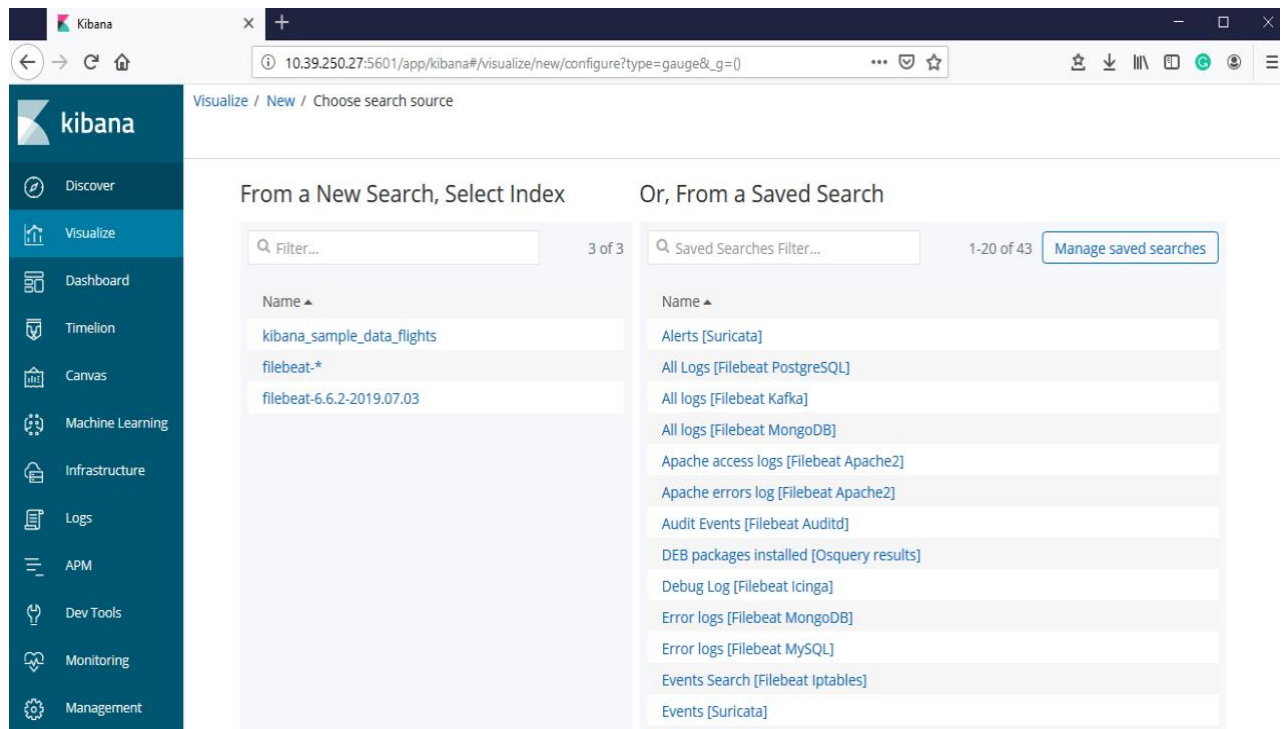 Kibana
10.39.250.27:5601/app/kibana#/visualize/new/configure?type=gauge&_g=()
kibana
Discover
Visualize
Dashboard
Timelion
Canvas
Machine Learning
Infrastructure
Logs
APM
Dev Tools
Monitoring
Management
Visualize / New / Choose search source
From a New Search, Select Index
Filter...
3 of 3
Name
kibana_sample_data_flights
filebeat-*
filebeat-6.6.2-2019.07.03
Or, From a Saved Search
Saved Searches Filter...
1-20 of 43
Manage saved searches
Name
Alerts [Suricata]
All Logs [Filebeat PostgreSQL]
All logs [Filebeat Kafka]
All logs [Filebeat MongoDB]
Apache access logs [Filebeat Apache2]
Apache errors log [Filebeat Apache2]
Audit Events [Filebeat Auditd]
DEB packages installed [Osquery results]
Debug Log [Filebeat Icinga]
Error logs [Filebeat MongoDB]
Error logs [Filebeat MySQL]
Events Search [Filebeat Iptables]
Events [Suricata]